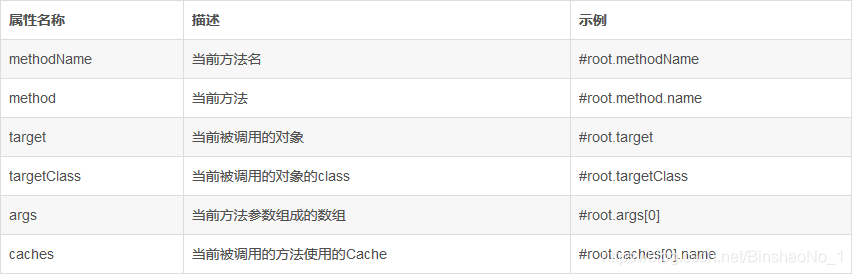 属性名称 描述 示例
methodName 当前方法名 #root.methodName
method 当前方法 #root.method.name
target 当前被调用的对象 #root.target
targetClass 当前被调用的对象的class #root.targetClass
args 当前方法参数组成的数组 #root.args[0]
caches 当前被调用的方法使用的Cache #root.caches[0].name
BinshaoNo_1